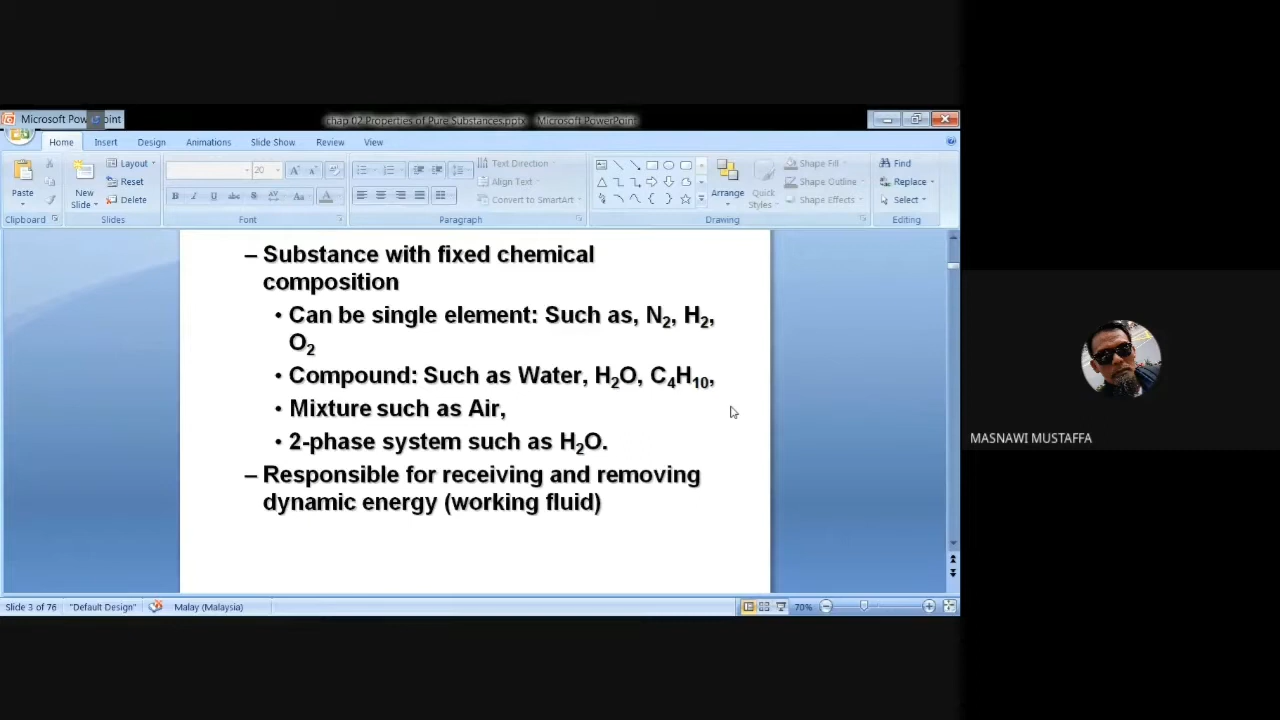 Microsoft PowerPoint
chap 02 Properties of Pure Substances.pptx - Microsoft PowerPoint
Home Insert Design Animations Slide Show Review View
Paste
Clipboard
New
Slide
Layout
Reset
Delete
Slides
20
B I U abc S AV Aa A
Font
Text Direction
Align Text
Convert to SmartArt
Paragraph
Arrange
Quick
Styles
Shape Fill
Shape Outline
Shape Effects
Drawing
Find
Replace
Select
Editing
– Substance with fixed chemical
composition
• Can be single element: Such as, N₂, H₂,
O₂
• Compound: Such as Water, H₂O, C₄H₁₀,
• Mixture such as Air,
• 2-phase system such as H₂O.
– Responsible for receiving and removing
dynamic energy (working fluid)
MASNAWI MUSTAFFA
Slide 3 of 76 "Default Design" Malay (Malaysia) 70%